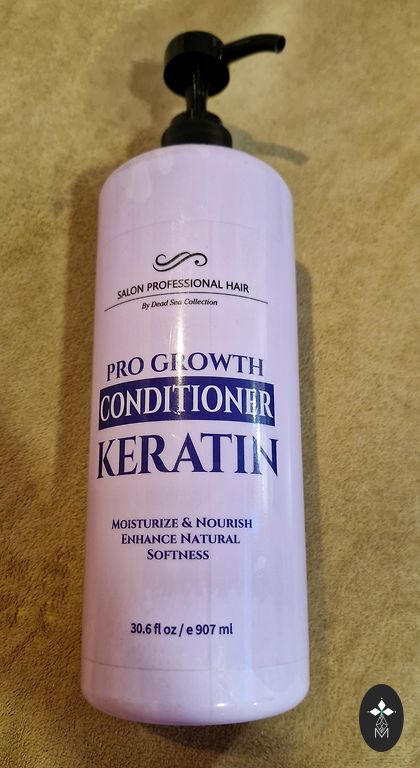 SALON PROFESSIONAL HAIR
By Dead Sea Collection
PRO GROWTH
CONDITIONER
KERATIN
MOISTURIZE & NOURISH
ENHANCE NATURAL
SOFTNESS
30.6 fl oz / e 907 ml
M